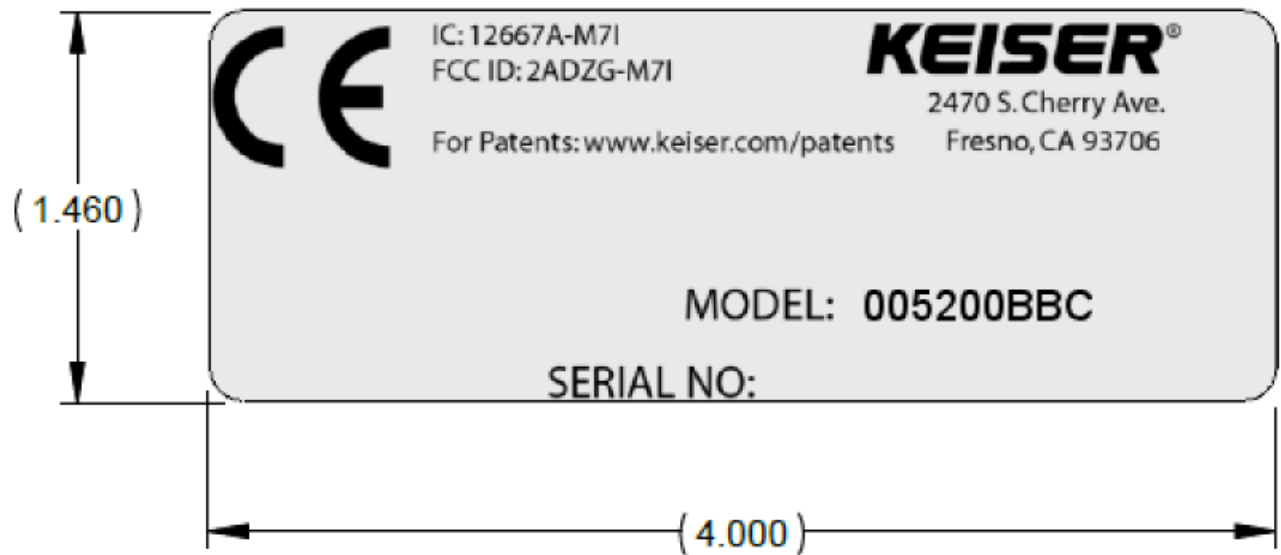 CE
IC: 12667A-M7I
FCC ID: 2ADZG-M7I
For Patents: www.keiser.com/patents
KEISER®
2470 S. Cherry Ave.
Fresno, CA 93706
(1.460)
MODEL: 005200BBC
SERIAL NO:
(4.000)